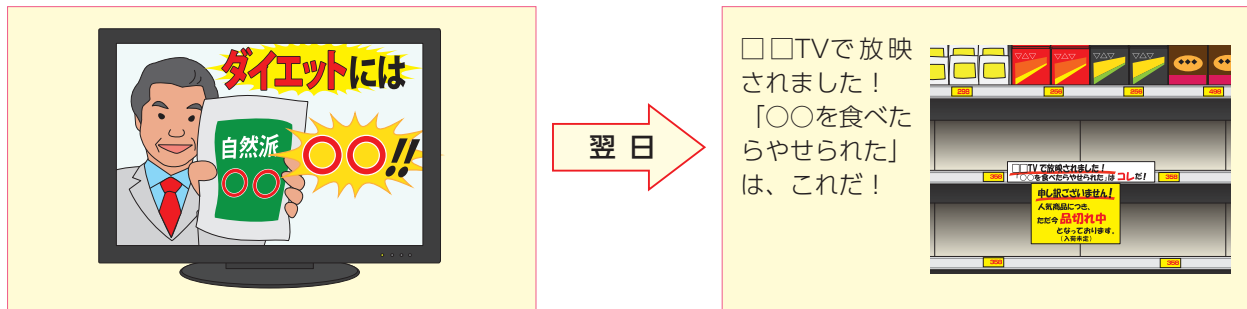 ダイエットには
自然派
○○
○○!!
翌日
□□TVで放映
されました！
「○○を食べた
らやせられた」
は、これだ！
298
298
298
498
□□TVで放映されました！
「○○を食べたらやせられた」はコレだ！
358
358
申し訳ございません！
人気商品につき、
ただ今品切れ中
となっております。
（入荷未定）
358
358